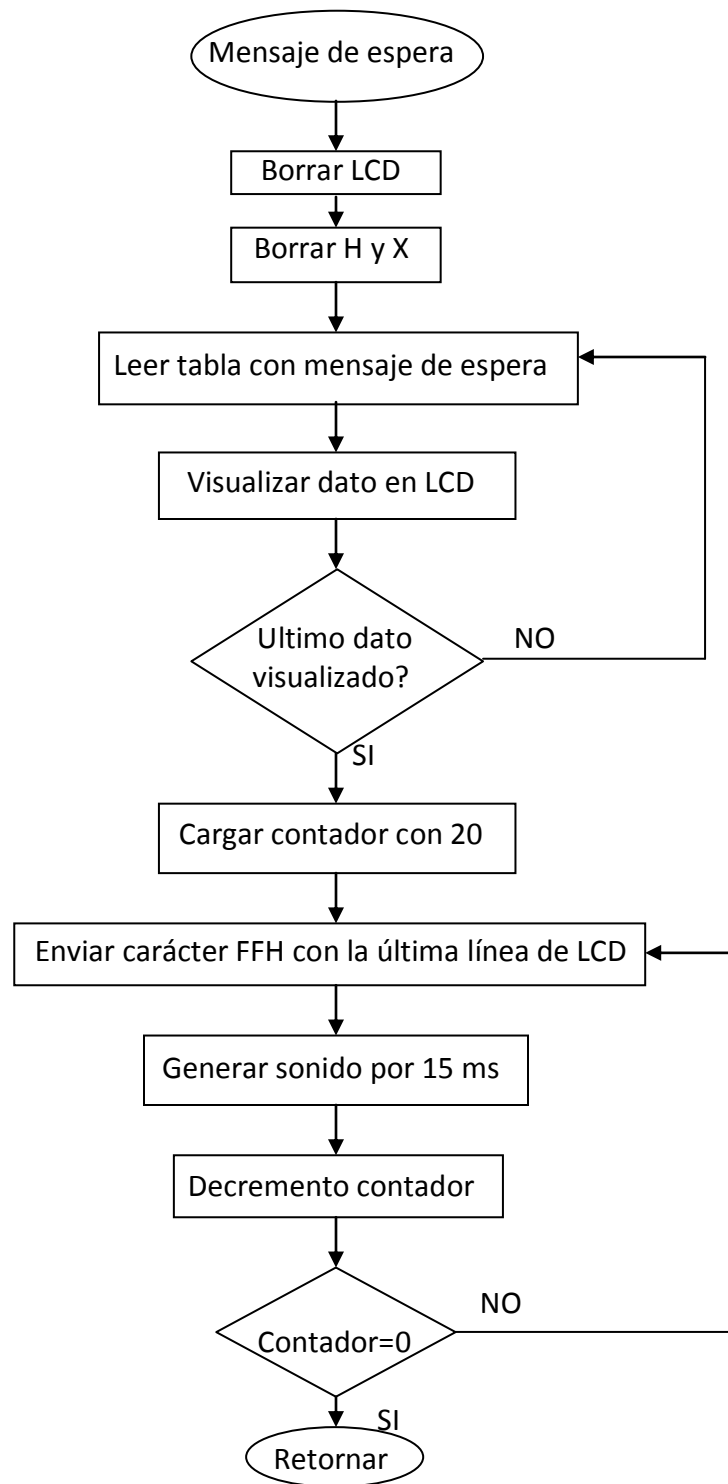 Mensaje de espera
Borrar LCD
Borrar H y X
Leer tabla con mensaje de espera
Visualizar dato en LCD
Ultimo dato
visualizado?
NO
SI
Cargar contador con 20
Enviar carácter FFH con la última línea de LCD
Generar sonido por 15 ms
Decremento contador
Contador=0
NO
SI
Retornar